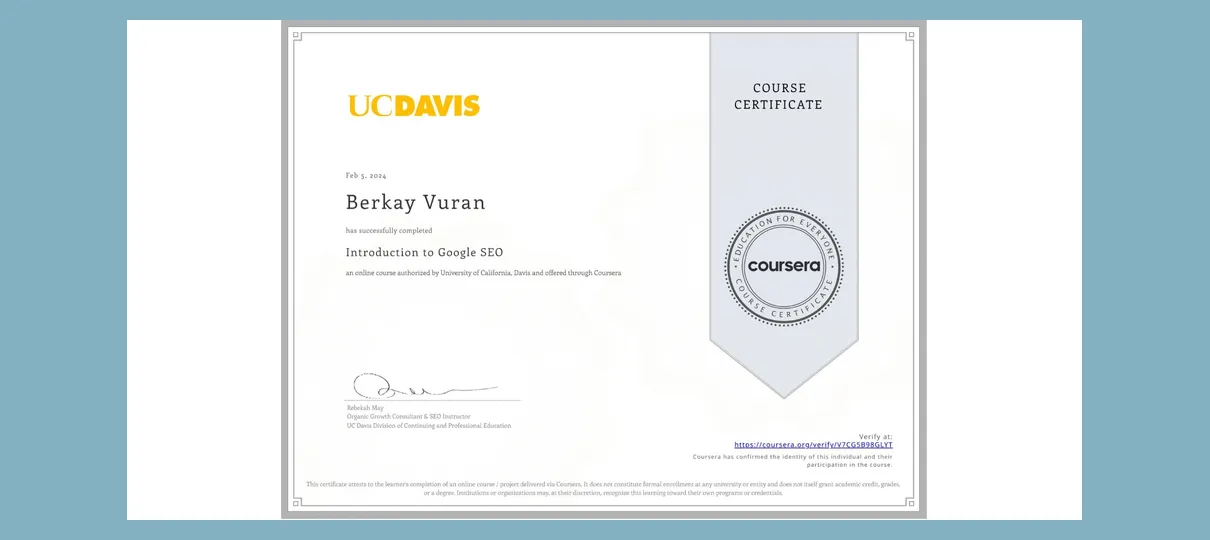 UCDAVIS
COURSE
CERTIFICATE
Feb 5, 2024
Berkay Vuran
has successfully completed
Introduction to Google SEO
an online course authorized by University of California, Davis and offered through Coursera
EDUCATION FOR EVERYONE
coursera
COURSE CERTIFICATE
Rebekah May
Organic Growth Consultant & SEO Instructor
UC Davis Division of Continuing and Professional Education
Verify at:
https://coursera.org/verify/V7CG5B98GLYT
Coursera has confirmed the identity of this individual and their
participation in the course.
This certificate attests to the learner's completion of an online course / project delivered via Coursera. It does not constitute formal enrollment at any university or entity and does not itself grant academic credit, grades,
or a degree. Institutions or organizations may, at their discretion, recognize this learning toward their own programs or credentials.